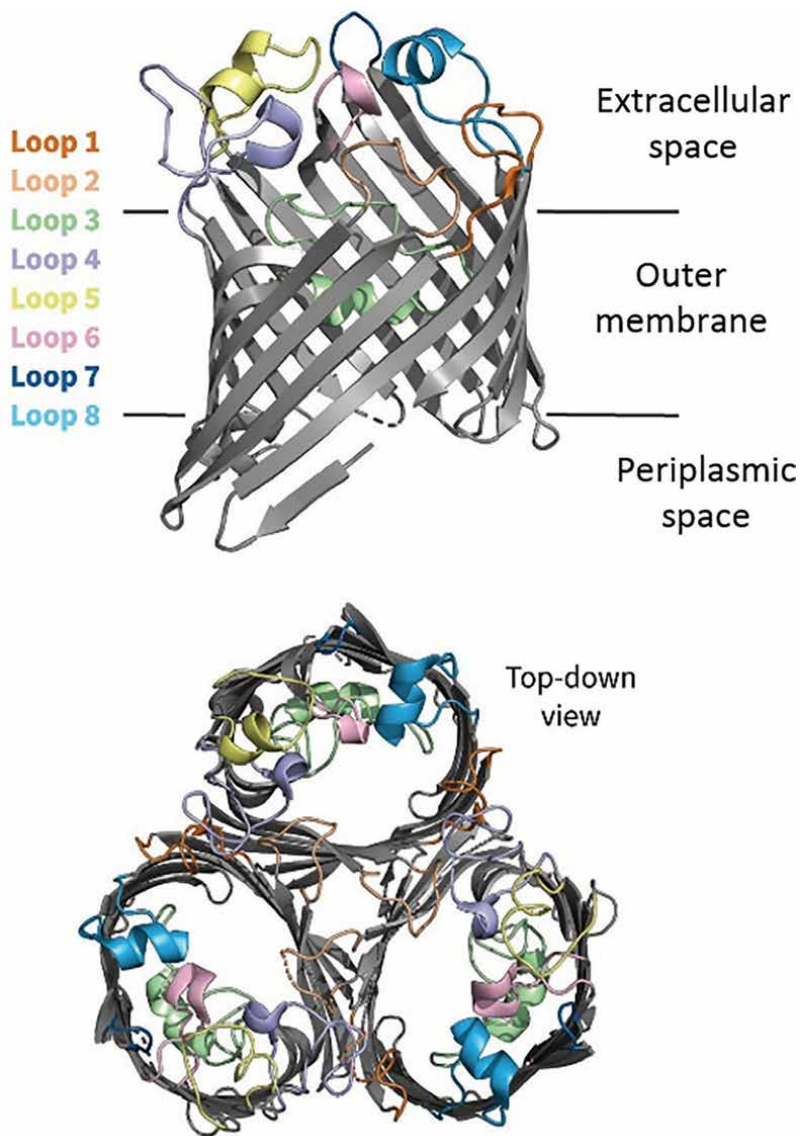 Loop 1
Loop 2
Loop 3
Loop 4
Loop 5
Loop 6
Loop 7
Loop 8
Extracellular
space
Outer
membrane
Periplasmic
space
Top-down
view